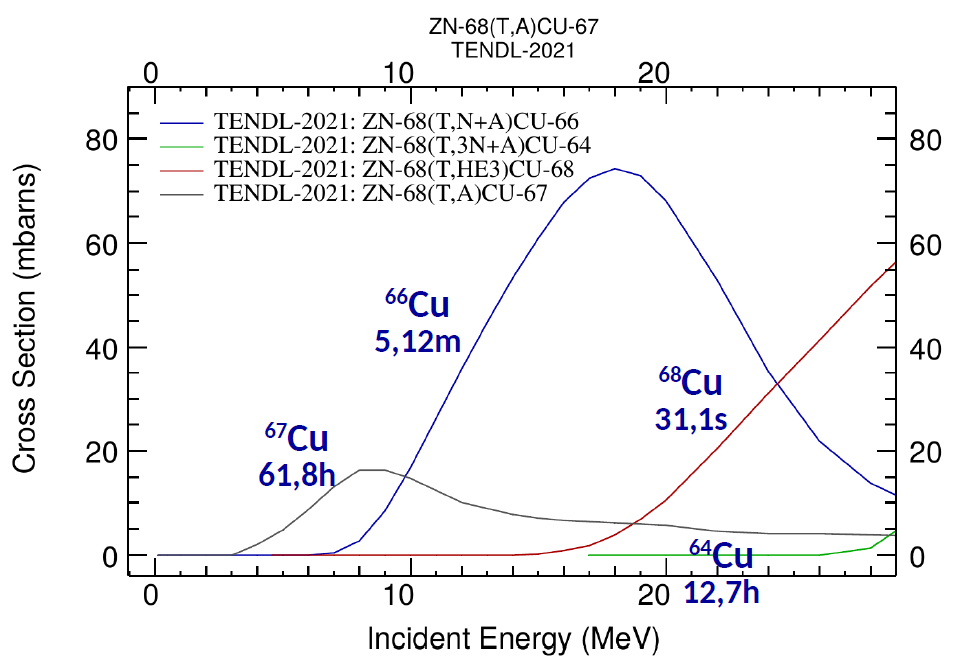 ZN-68(T,A)CU-67
TENDL-2021
0 10 20
TENDL-2021: ZN-68(T,N+A)CU-66
TENDL-2021: ZN-68(T,3N+A)CU-64
TENDL-2021: ZN-68(T,HE3)CU-68
TENDL-2021: ZN-68(T,A)CU-67
80 80
60 60
40 40
20 20
0 0
Cross Section (mbarns)
⁶⁶Cu
5,12m
⁶⁸Cu
31,1s
⁶⁷Cu
61,8h
⁶⁴Cu
12,7h
0 10 20
Incident Energy (MeV)